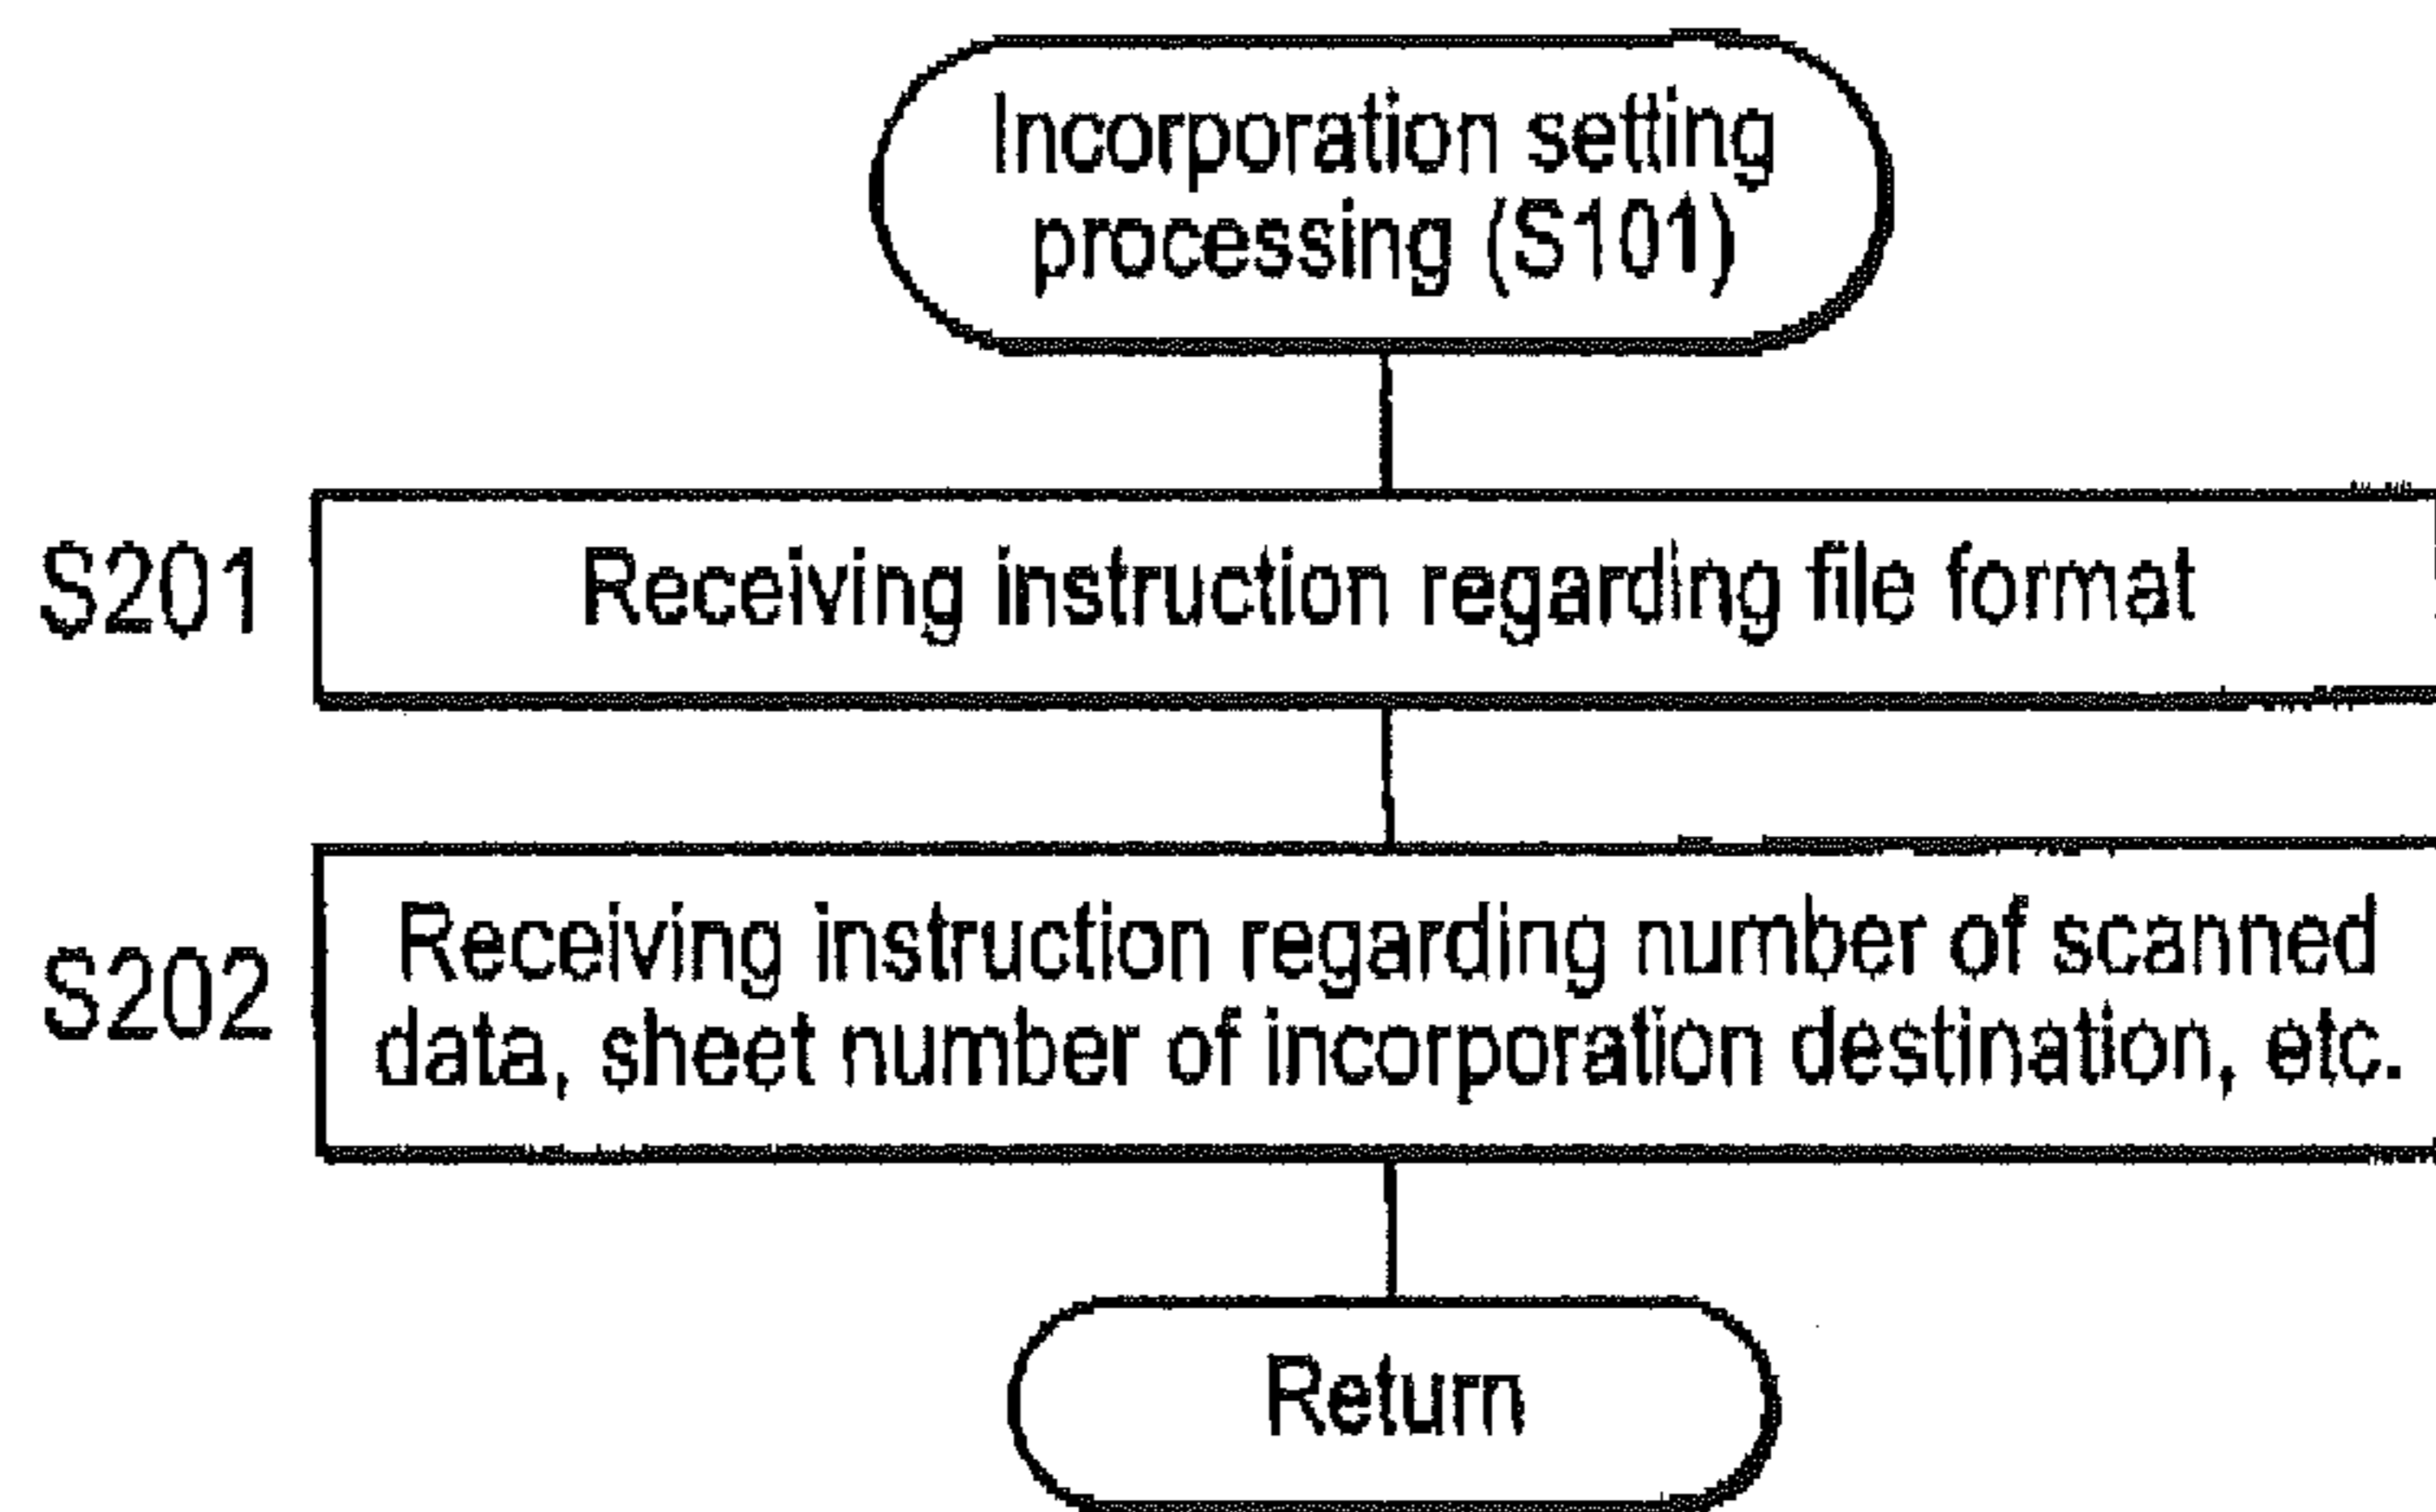 Incorporation setting
processing (S101)
S201
Receiving instruction regarding file format
S202
Receiving instruction regarding number of scanned
data, sheet number of incorporation destination, etc.
Return